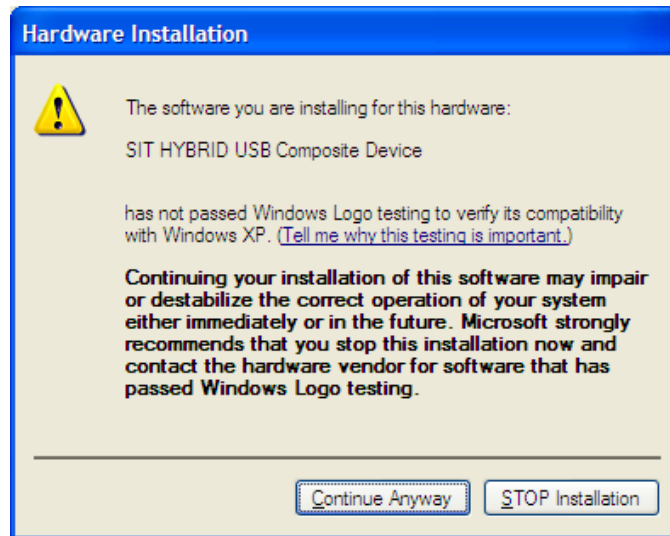 Hardware Installation
The software you are installing for this hardware:
SIT HYBRID USB Composite Device
has not passed Windows Logo testing to verify its compatibility
with Windows XP. (Tell me why this testing is important.)
Continuing your installation of this software may impair
or destabilize the correct operation of your system
either immediately or in the future. Microsoft strongly
recommends that you stop this installation now and
contact the hardware vendor for software that has
passed Windows Logo testing.
Continue Anyway
STOP Installation